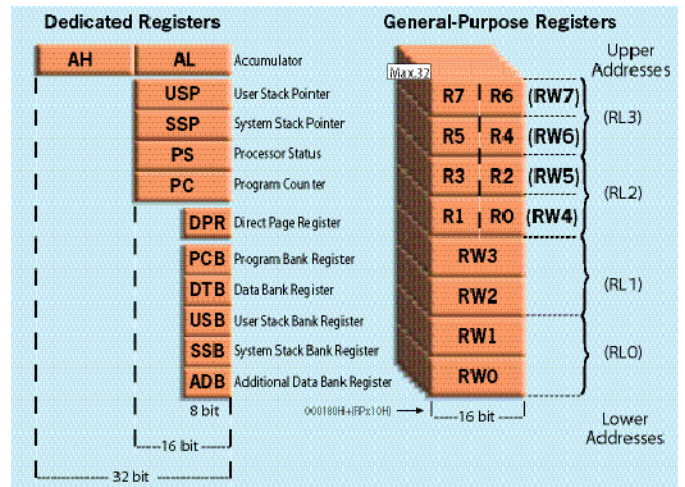 Dedicated Registers
General-Purpose Registers
AH AL Accumulator
USP User Stack Pointer
SSP System Stack Pointer
PS Processor Status
PC Program Counter
DPR Direct Page Register
PCB Program Bank Register
DTB Data Bank Register
USB User Stack Bank Register
SSB System Stack Bank Register
ADB Additional Data Bank Register
8 bit
16 bit
32 bit
Upper
Addresses
Max.32
R7 R6 (RW7)
(RL3)
R5 R4 (RW6)
R3 R2 (RW5)
(RL2)
R1 R0 (RW4)
RW3
(RL1)
RW2
RW1
(RL0)
RW0
000180H+(RPx10H)
16 bit
Lower
Addresses